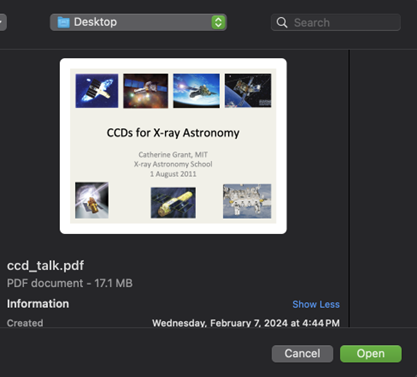 Desktop
Search
CCDs for X-ray Astronomy
Catherine Grant, MIT
X-ray Astronomy School
1 August 2011
ccd_talk.pdf
PDF document - 17.1 MB
Information
Show Less
Created
Wednesday, February 7, 2024 at 4:44 PM
Cancel
Open